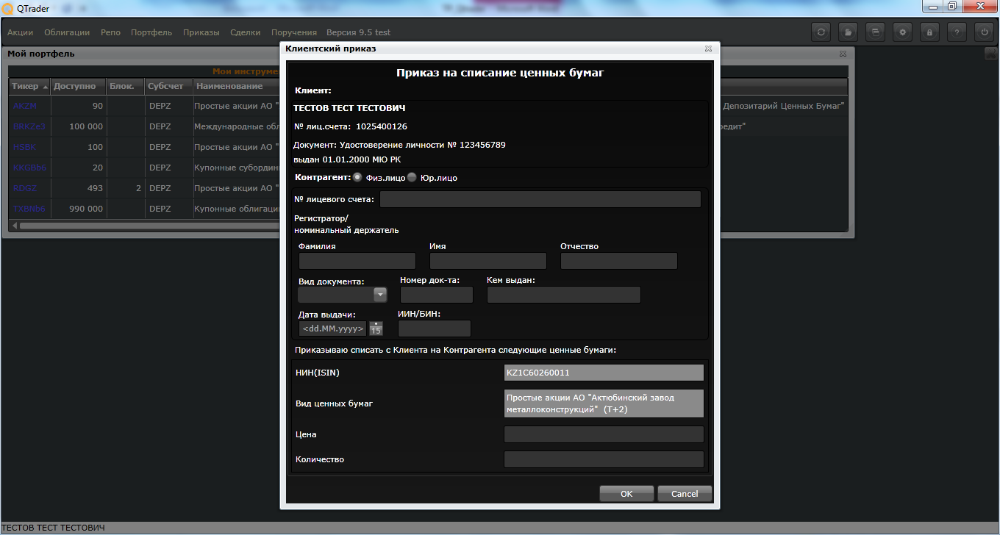 QTrader
Акции Облигации Репо Портфель Приказы Сделки Поручения Версия 9.5 test
Мой портфель
Мои инструме
Тикер Доступно Блок. Субсчет Наименование
AKZM 90 DEPZ Простые акции АО " Депозитарий Ценных Бумаг"
BRKZe3 100 000 DEPZ Международные обл едит"
HSBK 100 DEPZ Простые акции АО "
KKGBb6 20 DEPZ Купонные субордин
RDGZ 493 2 DEPZ Простые акции АО "
TXBNb6 990 000 DEPZ Купонные облигаци
Клиентский приказ
Приказ на списание ценных бумаг
Клиент:
ТЕСТОВ ТЕСТ ТЕСТОВИЧ
№ лиц.счета: 1025400126
Документ: Удостоверение личности № 123456789
выдан 01.01.2000 МЮ РК
Контрагент: Физ.лицо Юр.лицо
№ лицевого счета:
Регистратор/
номинальный держатель
Фамилия Имя Отчество
Вид документа: Номер док-та: Кем выдан:
Дата выдачи: ИИН/БИН:
<dd.MM.yyyy> 15
Приказываю списать с Клиента на Контрагента следующие ценные бумаги:
НИН(ISIN) KZ1C60260011
Вид ценных бумаг Простые акции АО "Актюбинский завод
металлоконструкций" (T+2)
Цена
Количество
OK Cancel
ТЕСТОВ ТЕСТ ТЕСТОВИЧ